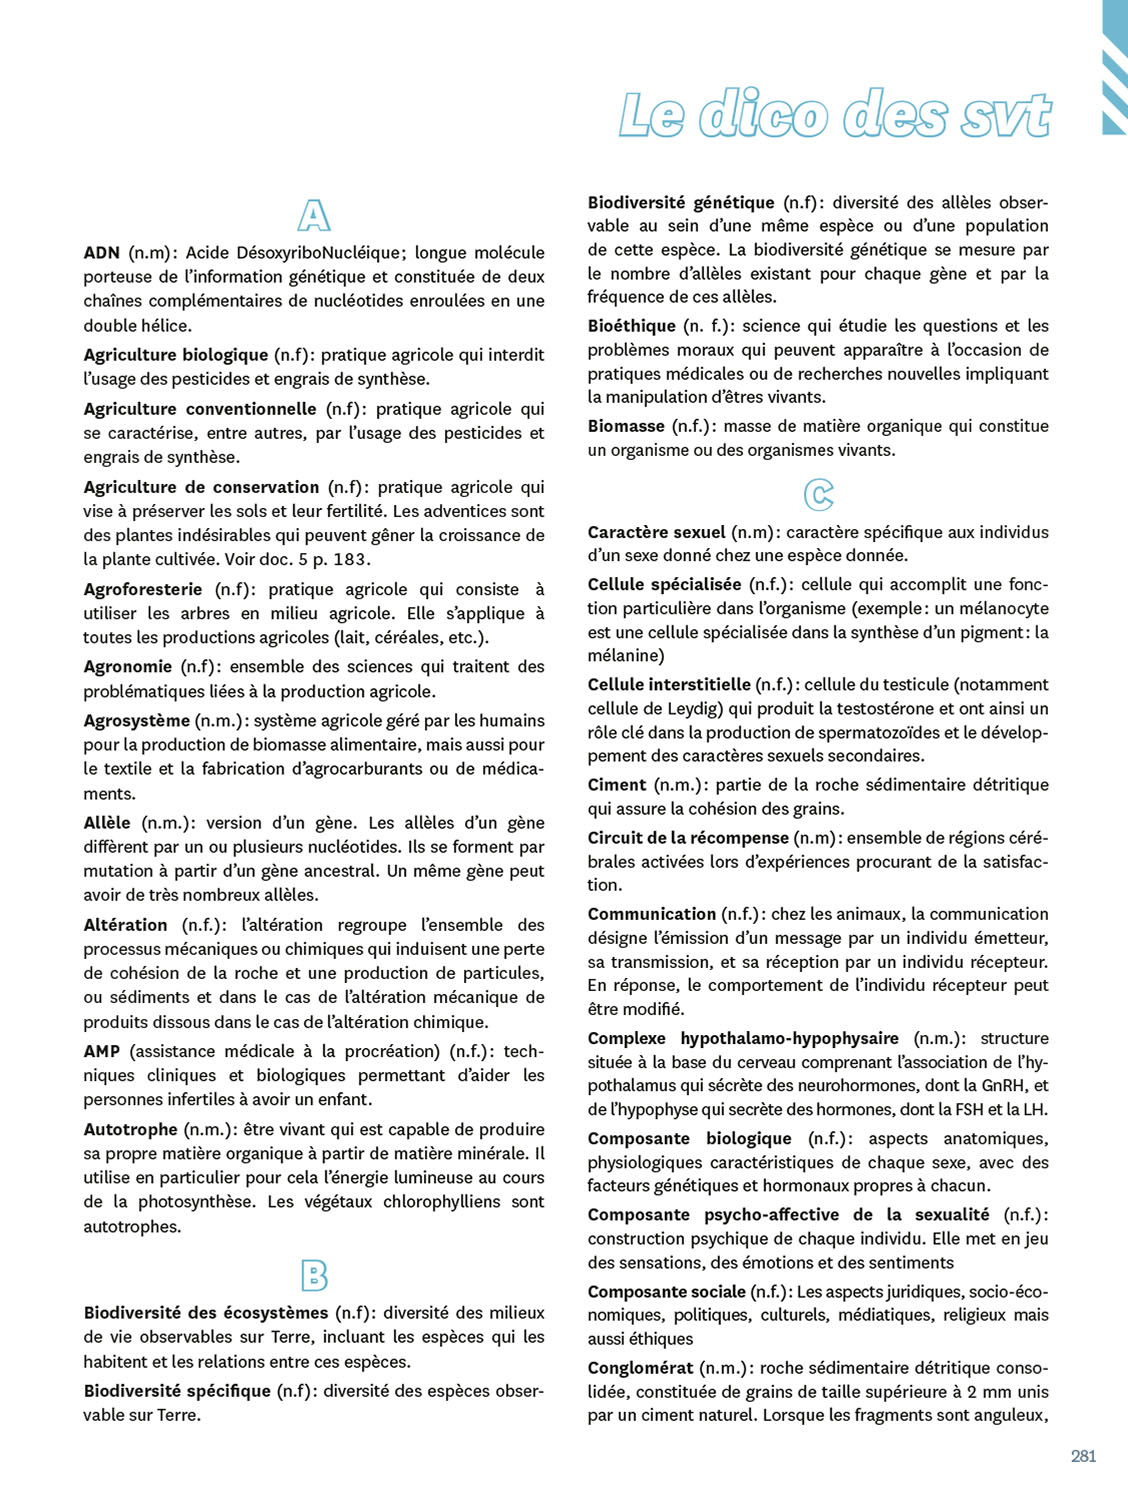 Le dico des svt
A
ADN (n.m) : Acide DésoxyriboNucléique ; longue molécule
porteuse de l’information génétique et constituée de deux
chaînes complémentaires de nucléotides enroulées en une
double hélice.
Agriculture biologique (n.f) : pratique agricole qui interdit
l’usage des pesticides et engrais de synthèse.
Agriculture conventionnelle (n.f) : pratique agricole qui
se caractérise, entre autres, par l’usage des pesticides et
engrais de synthèse.
Agriculture de conservation (n.f) : pratique agricole qui
vise à préserver les sols et leur fertilité. Les adventices sont
des plantes indésirables qui peuvent gêner la croissance de
la plante cultivée. Voir doc. 5 p. 183.
Agroforesterie (n.f) : pratique agricole qui consiste à
utiliser les arbres en milieu agricole. Elle s’applique à
toutes les productions agricoles (lait, céréales, etc.).
Agronomie (n.f) : ensemble des sciences qui traitent des
problématiques liées à la production agricole.
Agrosystème (n.m.) : système agricole géré par les humains
pour la production de biomasse alimentaire, mais aussi pour
le textile et la fabrication d’agrocarburants ou de médica-
ments.
Allèle (n.m.) : version d’un gène. Les allèles d’un gène
diffèrent par un ou plusieurs nucléotides. Ils se forment par
mutation à partir d’un gène ancestral. Un même gène peut
avoir de très nombreux allèles.
Altération (n.f.) : l’altération regroupe l’ensemble des
processus mécaniques ou chimiques qui induisent une perte
de cohésion de la roche et une production de particules,
ou sédiments et dans le cas de l’altération mécanique de
produits dissous dans le cas de l’altération chimique.
AMP (assistance médicale à la procréation) (n.f.) : tech-
niques cliniques et biologiques permettant d’aider les
personnes infertiles à avoir un enfant.
Autotrophe (n.m.) : être vivant qui est capable de produire
sa propre matière organique à partir de matière minérale. Il
utilise en particulier pour cela l’énergie lumineuse au cours
de la photosynthèse. Les végétaux chlorophylliens sont
autotrophes.
B
Biodiversité des écosystèmes (n.f) : diversité des milieux
de vie observables sur Terre, incluant les espèces qui les
habitent et les relations entre ces espèces.
Biodiversité spécifique (n.f) : diversité des espèces obser-
vable sur Terre.
Biodiversité génétique (n.f) : diversité des allèles obser-
vable au sein d’une même espèce ou d’une population
de cette espèce. La biodiversité génétique se mesure par
le nombre d’allèles existant pour chaque gène et par la
fréquence de ces allèles.
Bioéthique (n. f.) : science qui étudie les questions et les
problèmes moraux qui peuvent apparaître à l’occasion de
pratiques médicales ou de recherches nouvelles impliquant
la manipulation d’êtres vivants.
Biomasse (n.f.) : masse de matière organique qui constitue
un organisme ou des organismes vivants.
C
Caractère sexuel (n.m) : caractère spécifique aux individus
d’un sexe donné chez une espèce donnée.
Cellule spécialisée (n.f.) : cellule qui accomplit une fonc-
tion particulière dans l’organisme (exemple : un mélanocyte
est une cellule spécialisée dans la synthèse d’un pigment : la
mélanine)
Cellule interstitielle (n.f.) : cellule du testicule (notamment
cellule de Leydig) qui produit la testostérone et ont ainsi un
rôle clé dans la production de spermatozoïdes et le dévelop-
pement des caractères sexuels secondaires.
Ciment (n.m.) : partie de la roche sédimentaire détritique
qui assure la cohésion des grains.
Circuit de la récompense (n.m) : ensemble de régions céré-
brales activées lors d’expériences procurant de la satisfac-
tion.
Communication (n.f.) : chez les animaux, la communication
désigne l’émission d’un message par un individu émetteur,
sa transmission, et sa réception par un individu récepteur.
En réponse, le comportement de l’individu récepteur peut
être modifié.
Complexe hypothalamo-hypophysaire (n.m.) : structure
située à la base du cerveau comprenant l’association de l’hy-
pothalamus qui sécrète des neurohormones, dont la GnRH, et
de l’hypophyse qui secrète des hormones, dont la FSH et la LH.
Composante biologique (n.f.) : aspects anatomiques,
physiologiques caractéristiques de chaque sexe, avec des
facteurs génétiques et hormonaux propres à chacun.
Composante psycho-affective de la sexualité (n.f.) :
construction psychique de chaque individu. Elle met en jeu
des sensations, des émotions et des sentiments
Composante sociale (n.f.) : Les aspects juridiques, socio-éco-
nomiques, politiques, culturels, médiatiques, religieux mais
aussi éthiques
Conglomérat (n.m.) : roche sédimentaire détritique conso-
lidée, constituée de grains de taille supérieure à 2 mm unis
par un ciment naturel. Lorsque les fragments sont anguleux,
281